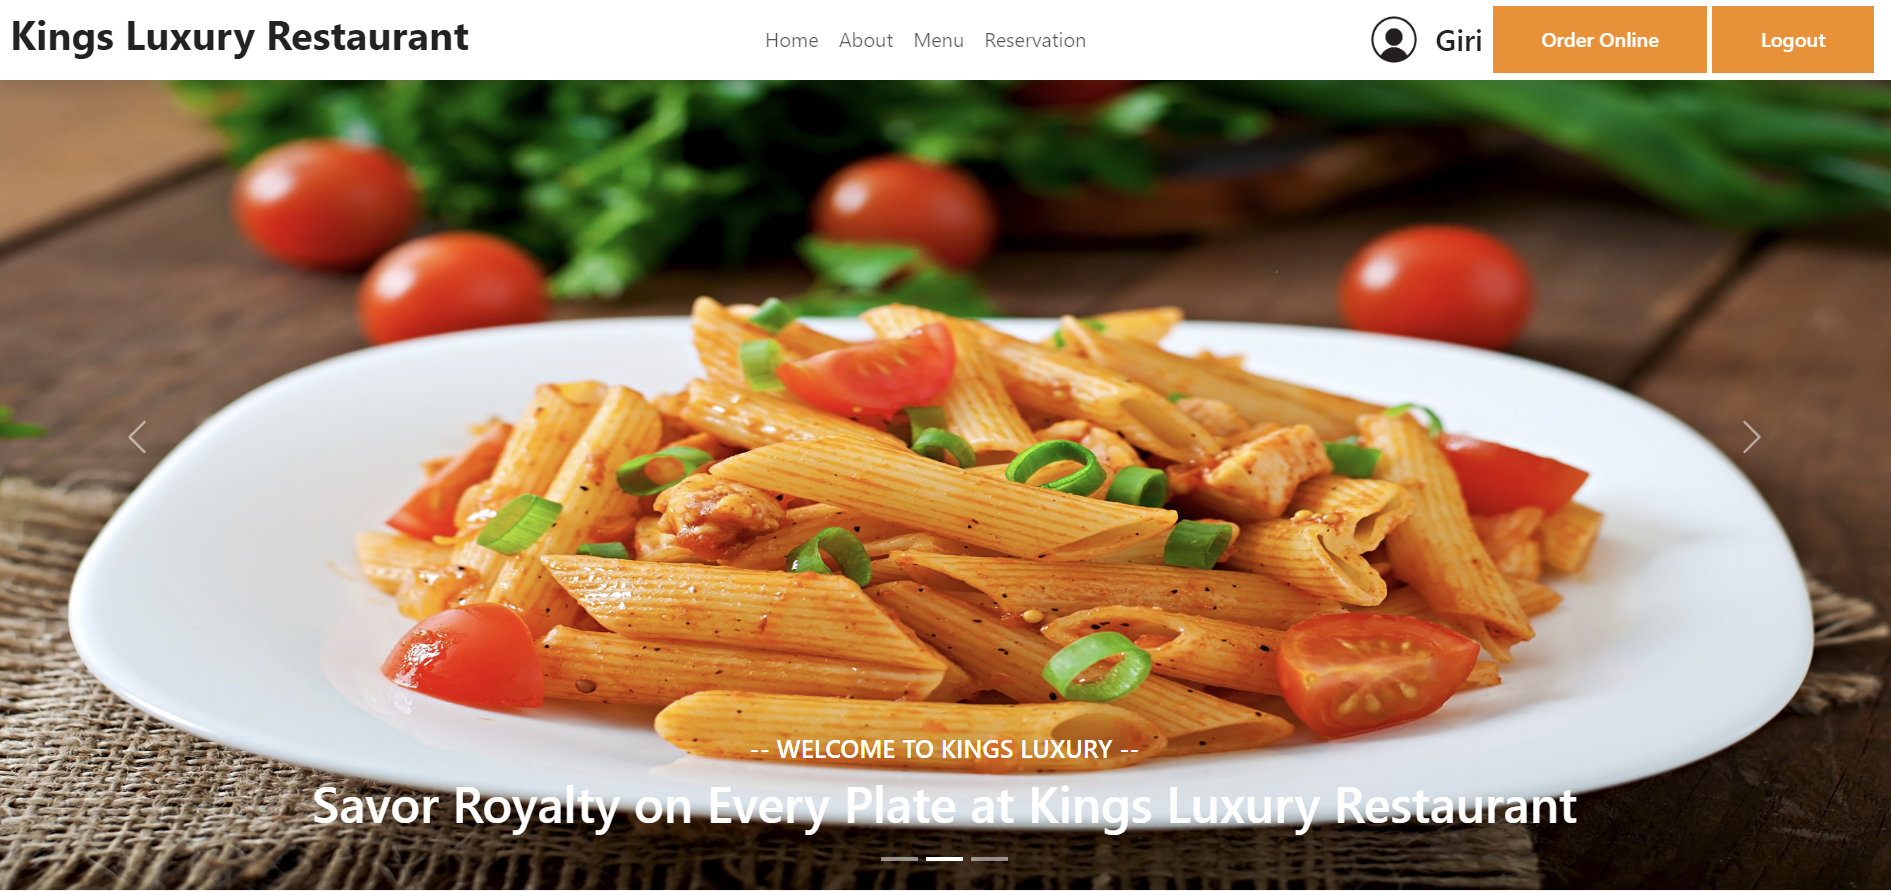 Kings Luxury Restaurant
Home About Menu Reservation
Giri
Order Online
Logout
-- WELCOME TO KINGS LUXURY --
Savor Royalty on Every Plate at Kings Luxury Restaurant